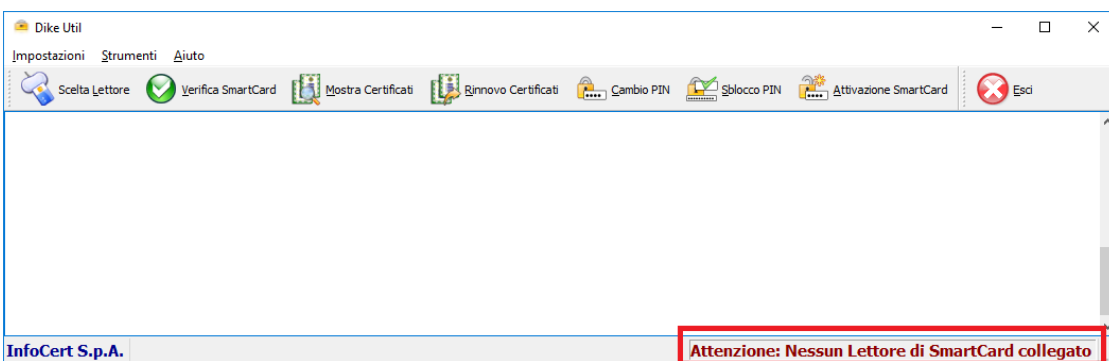 Dike Util
Impostazioni Strumenti Aiuto
Scelta Lettore Verifica SmartCard Mostra Certificati Rinnovo Certificati Cambio PIN Sblocco PIN Attivazione SmartCard Esci
InfoCert S.p.A. Attenzione: Nessun Lettore di SmartCard collegato